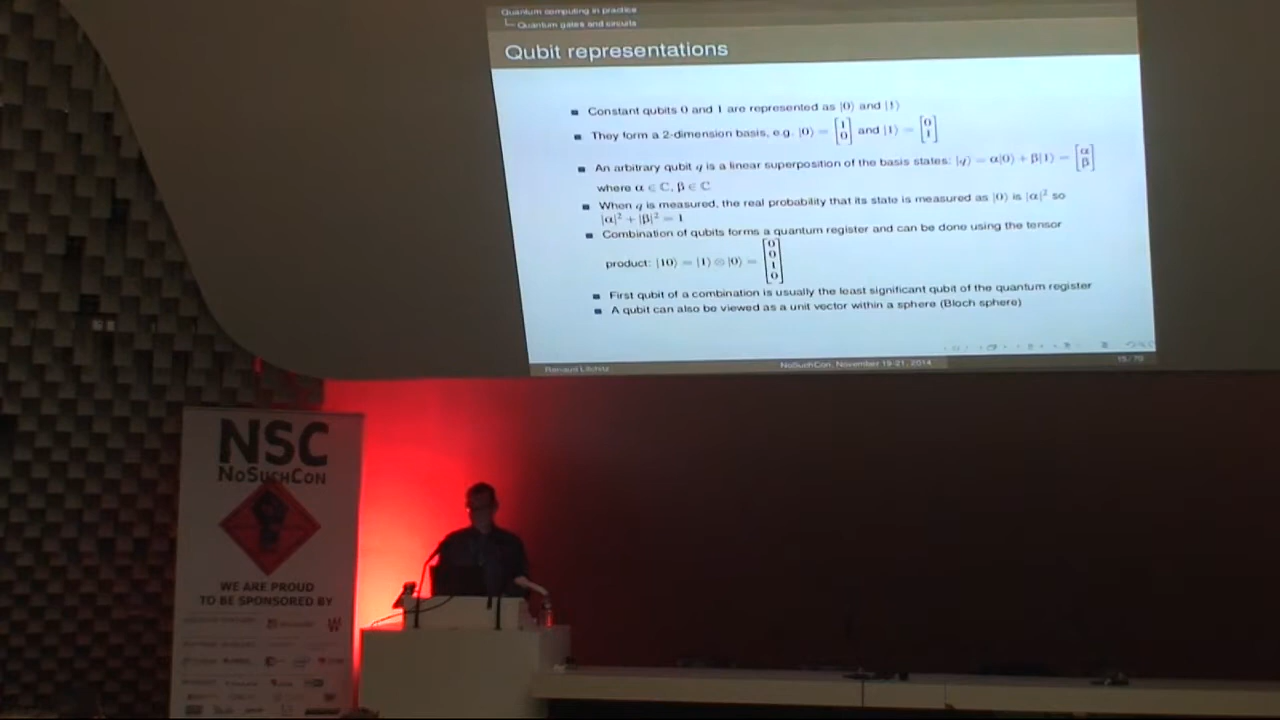 Quantum computing in practice
Quantum gates and circuits
Qubit representations
Constant qubits 0 and 1 are represented as |0⟩ and |1⟩
They form a 2-dimension basis, e.g. |0⟩ = [1 0] and |1⟩ = [0 1]
An arbitrary qubit q is a linear superposition of the basis states: |q⟩ = α|0⟩ + β|1⟩ = [α β]
where α ∈ ℂ, β ∈ ℂ
When q is measured, the real probability that its state is measured as |0⟩ is |α|² so
|α|² + |β|² = 1
Combination of qubits forms a quantum register and can be done using the tensor
product: |10⟩ = |1⟩ ⊗ |0⟩ = [0 0 1 0]
First qubit of a combination is usually the least significant qubit of the quantum register
A qubit can also be viewed as a unit vector within a sphere (Bloch sphere)
Renaud Lifchitz
NoSuchCon, November 19-21, 2014
15 / 70
NSC
NoSuchCon
WE ARE PROUD
TO BE SPONSORED BY